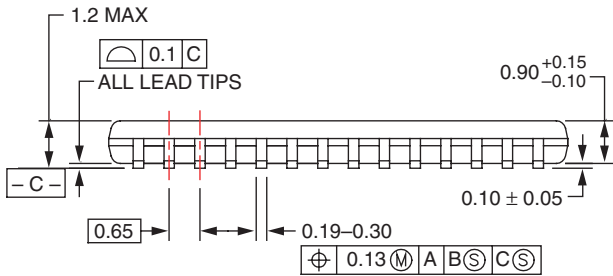 1.2 MAX
⌓ 0.1 C
ALL LEAD TIPS
0.90 +0.15 –0.10
– C –
0.10 ± 0.05
0.65
0.19–0.30
⌖ 0.13 Ⓜ A B Ⓢ C Ⓢ